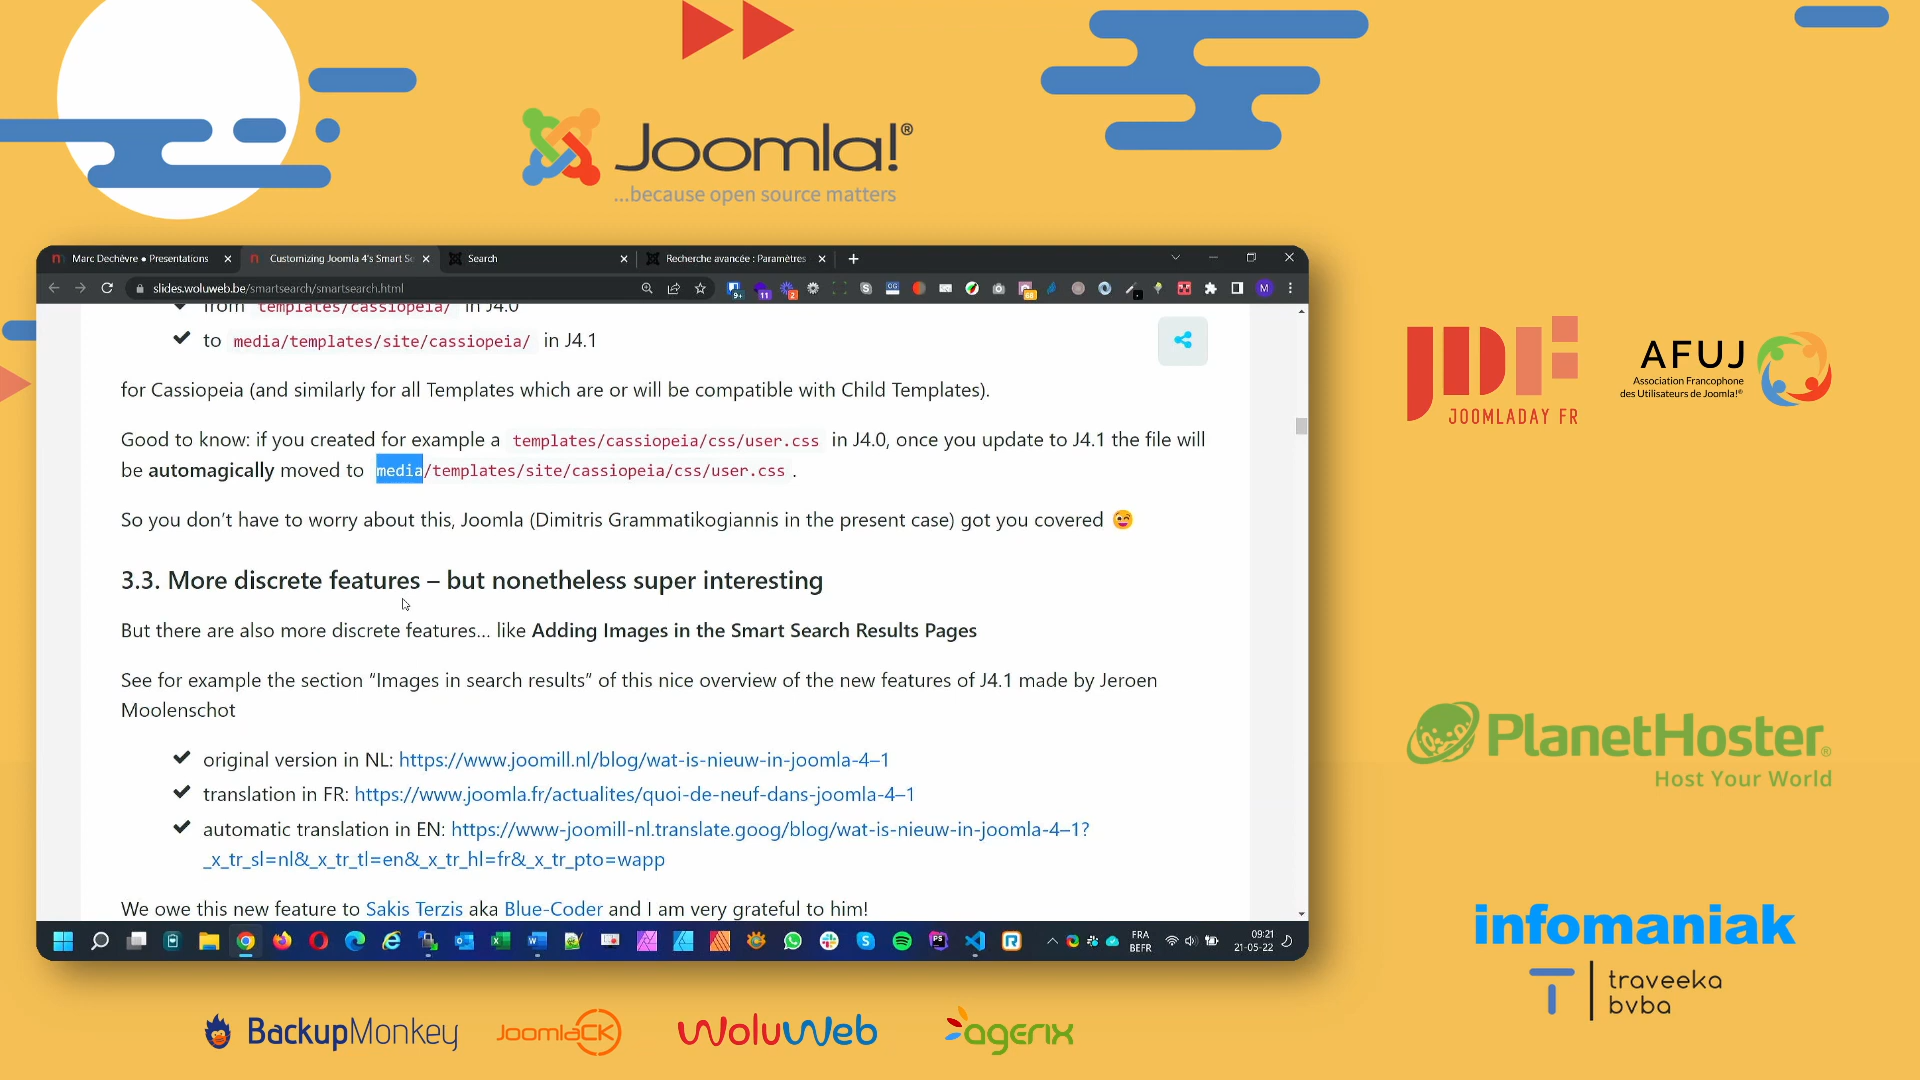 Joomla!®
...because open source matters
Marc Dechèvre • Presentations
Customizing Joomla 4's Smart Se
Search
Recherche avancée : Paramètres
slides.woluweb.be/smartsearch/smartsearch.html
from templates/cassiopeia/ in J4.0
to media/templates/site/cassiopeia/ in J4.1
for Cassiopeia (and similarly for all Templates which are or will be compatible with Child Templates).
Good to know: if you created for example a templates/cassiopeia/css/user.css in J4.0, once you update to J4.1 the file will
be automagically moved to media/templates/site/cassiopeia/css/user.css .
So you don’t have to worry about this, Joomla (Dimitris Grammatikogiannis in the present case) got you covered 😉
3.3. More discrete features – but nonetheless super interesting
But there are also more discrete features… like Adding Images in the Smart Search Results Pages
See for example the section “Images in search results” of this nice overview of the new features of J4.1 made by Jeroen
Moolenschot
original version in NL: https://www.joomill.nl/blog/wat-is-nieuw-in-joomla-4–1
translation in FR: https://www.joomla.fr/actualites/quoi-de-neuf-dans-joomla-4–1
automatic translation in EN: https://www-joomill-nl.translate.goog/blog/wat-is-nieuw-in-joomla-4–1?
_x_tr_sl=nl&_x_tr_tl=en&_x_tr_hl=fr&_x_tr_pto=wapp
We owe this new feature to Sakis Terzis aka Blue-Coder and I am very grateful to him!
FRA
BEFR
09:21
21-05-22
JDF
JOOMLADAY FR
AFUJ
Association Francophone
des Utilisateurs de Joomla!®
PlanetHoster®
Host Your World
infomaniak
traveeka
bvba
BackupMonkey
JoomlaCK
WoluWeb
agerix